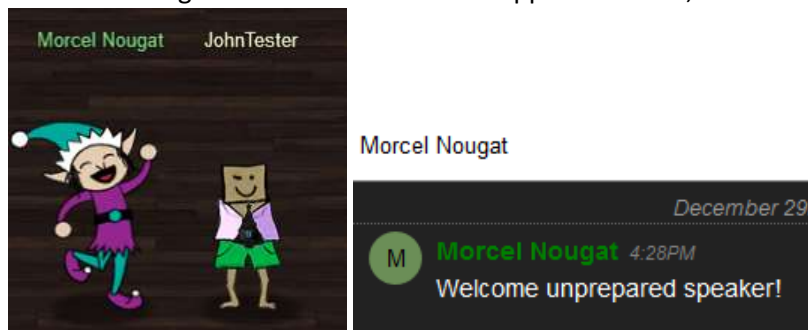 Morcel Nougat JohnTester
Morcel Nougat
December 29
M
Morcel Nougat 4:28PM
Welcome unprepared speaker!